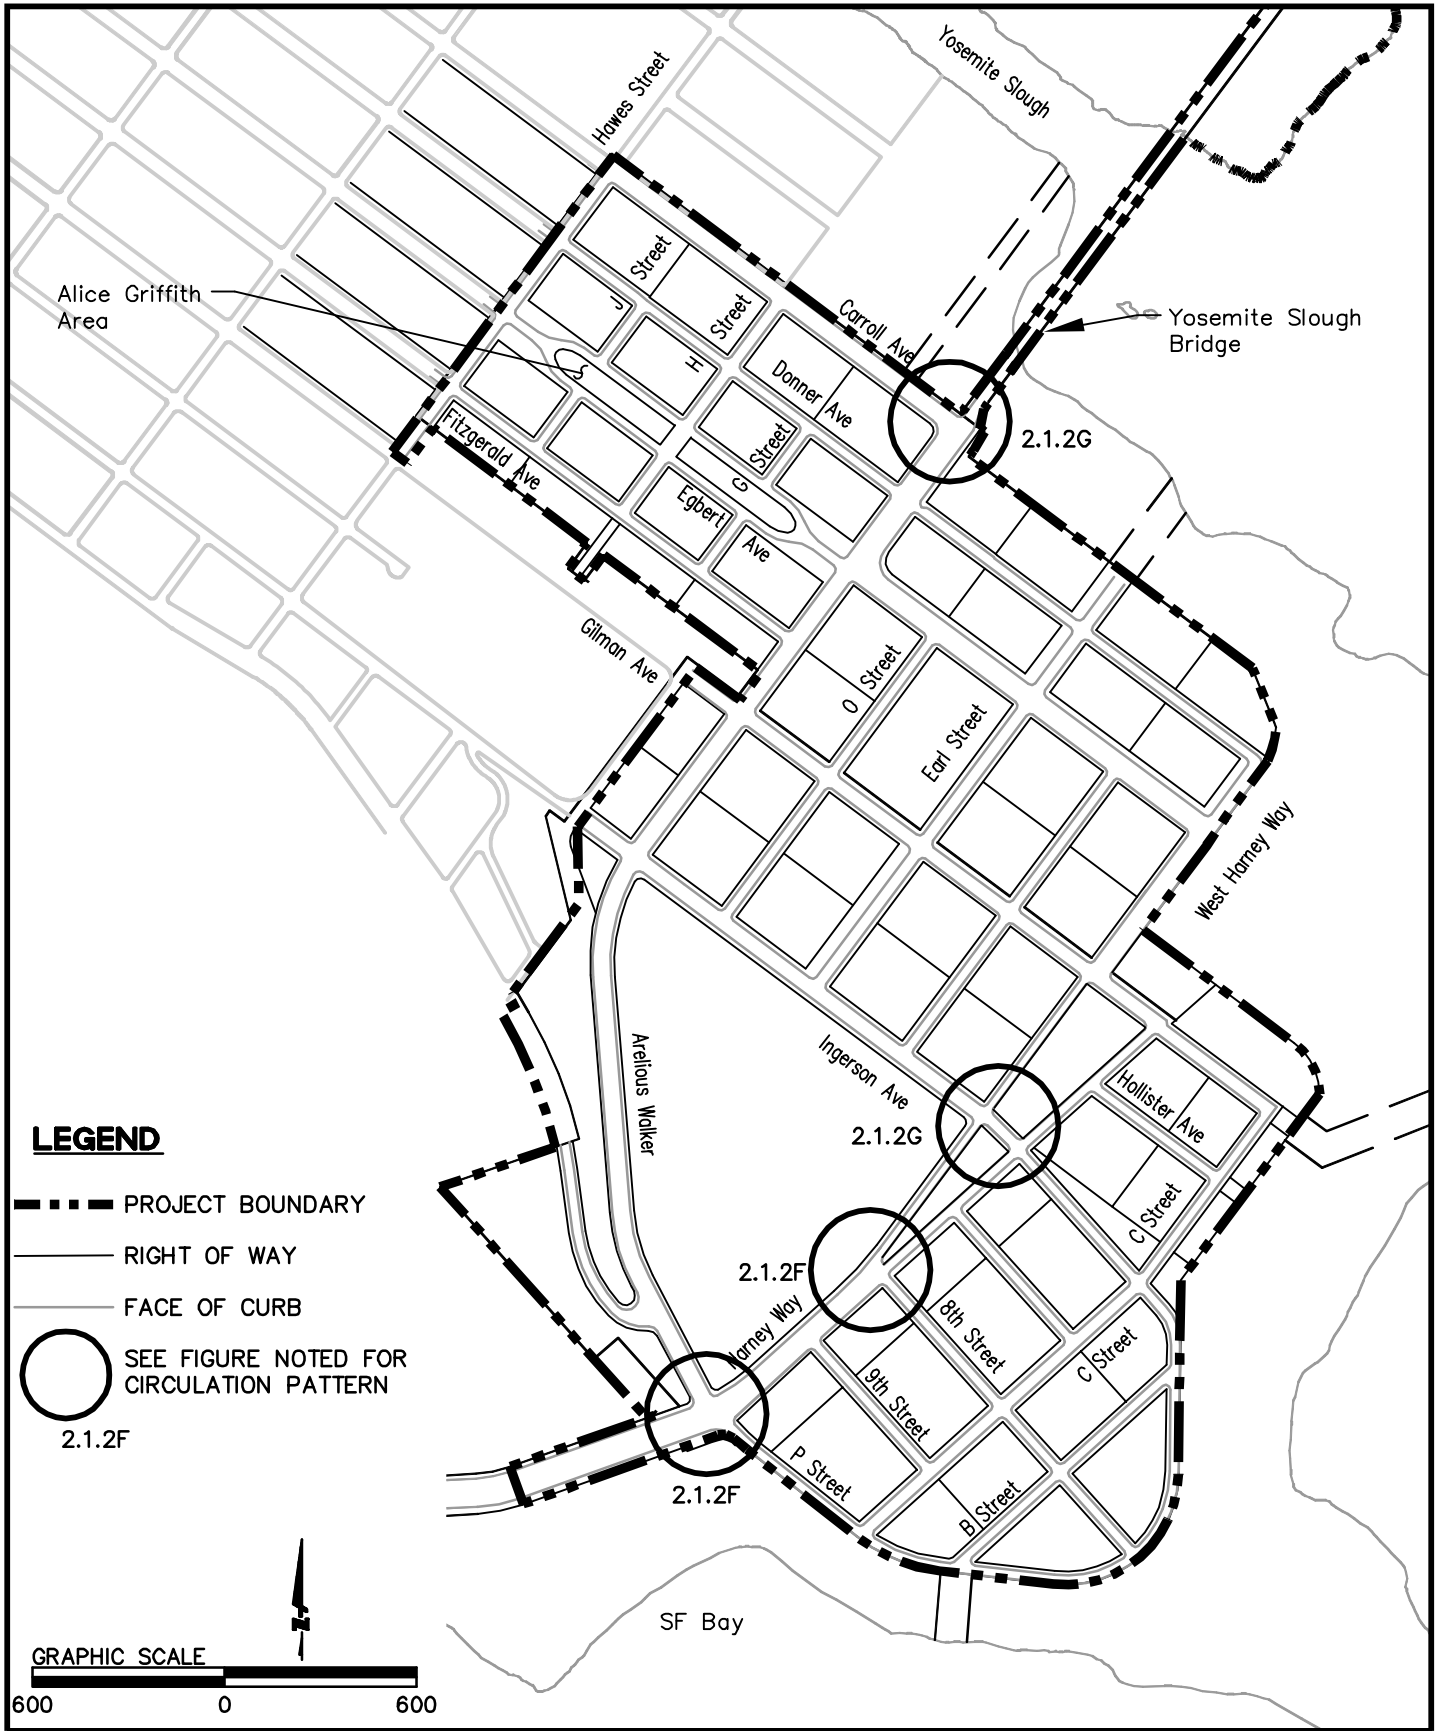 Yosemite Slough
Hawes Street
Alice Griffith
Area
J
Street
H
Street
Carroll Ave
Yosemite Slough
Bridge
Donner Ave
2.1.2G
Fitzgerald Ave
G
Street
Egbert
Ave
Gilman Ave
O
Street
Earl Street
West Harney Way
Arelious Walker
Ingerson Ave
Hollister Ave
2.1.2G
C Street
2.1.2F
Harney Way
8th Street
C Street
9th Street
P Street
B Street
2.1.2F
SF Bay
LEGEND
PROJECT BOUNDARY
RIGHT OF WAY
FACE OF CURB
SEE FIGURE NOTED FOR
CIRCULATION PATTERN
2.1.2F
N
GRAPHIC SCALE
600 0 600